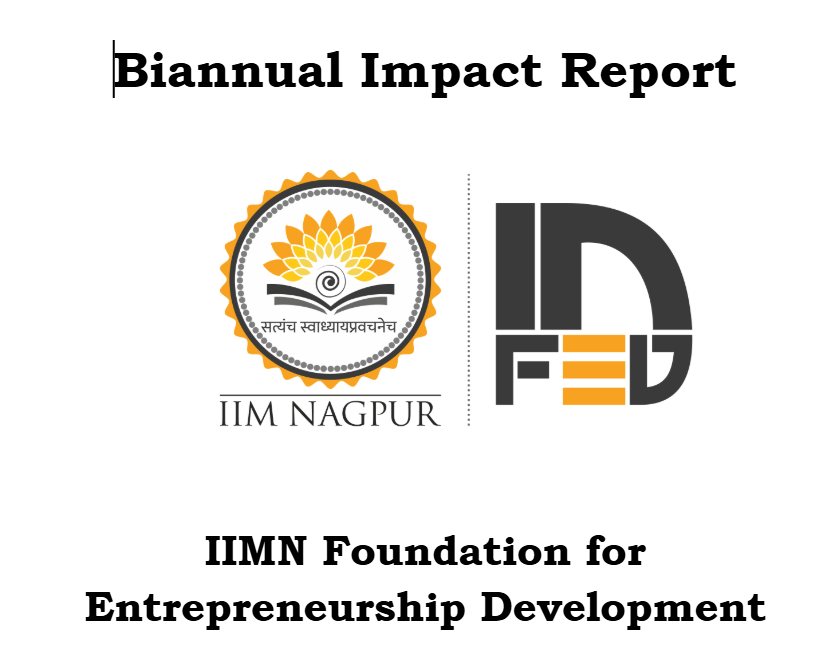 Biannual Impact Report
सत्यंच स्वाध्यायप्रवचनेच
IIM NAGPUR
IN
FED
IIMN Foundation for
Entrepreneurship Development